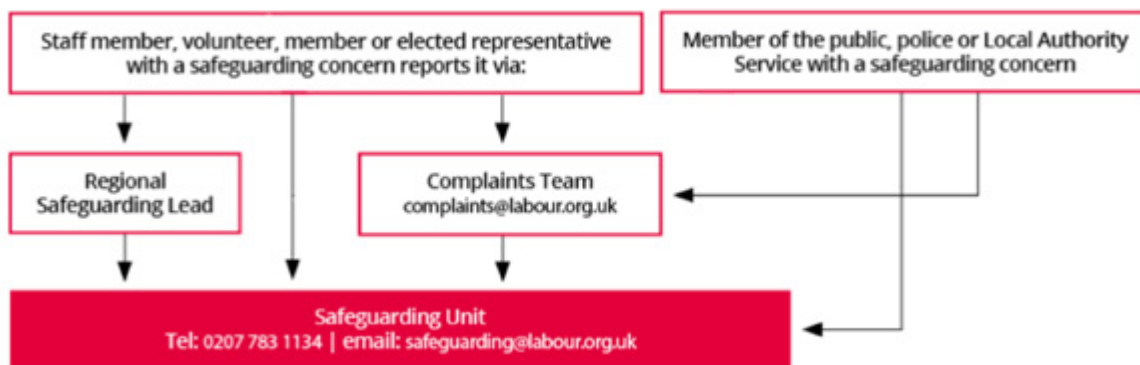 Staff member, volunteer, member or elected representative
with a safeguarding concern reports it via:
Member of the public, police or Local Authority
Service with a safeguarding concern
Regional
Safeguarding Lead
Complaints Team
complaints@labour.org.uk
Safeguarding Unit
Tel: 0207 783 1134 | email: safeguarding@labour.org.uk